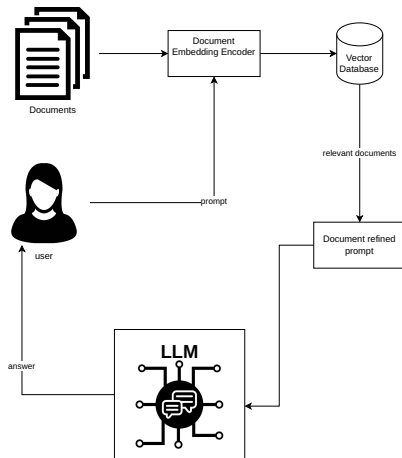 Document
Embedding Encoder
Vector
Database
Documents
relevant documents
prompt
Document refined
prompt
user
LLM
answer